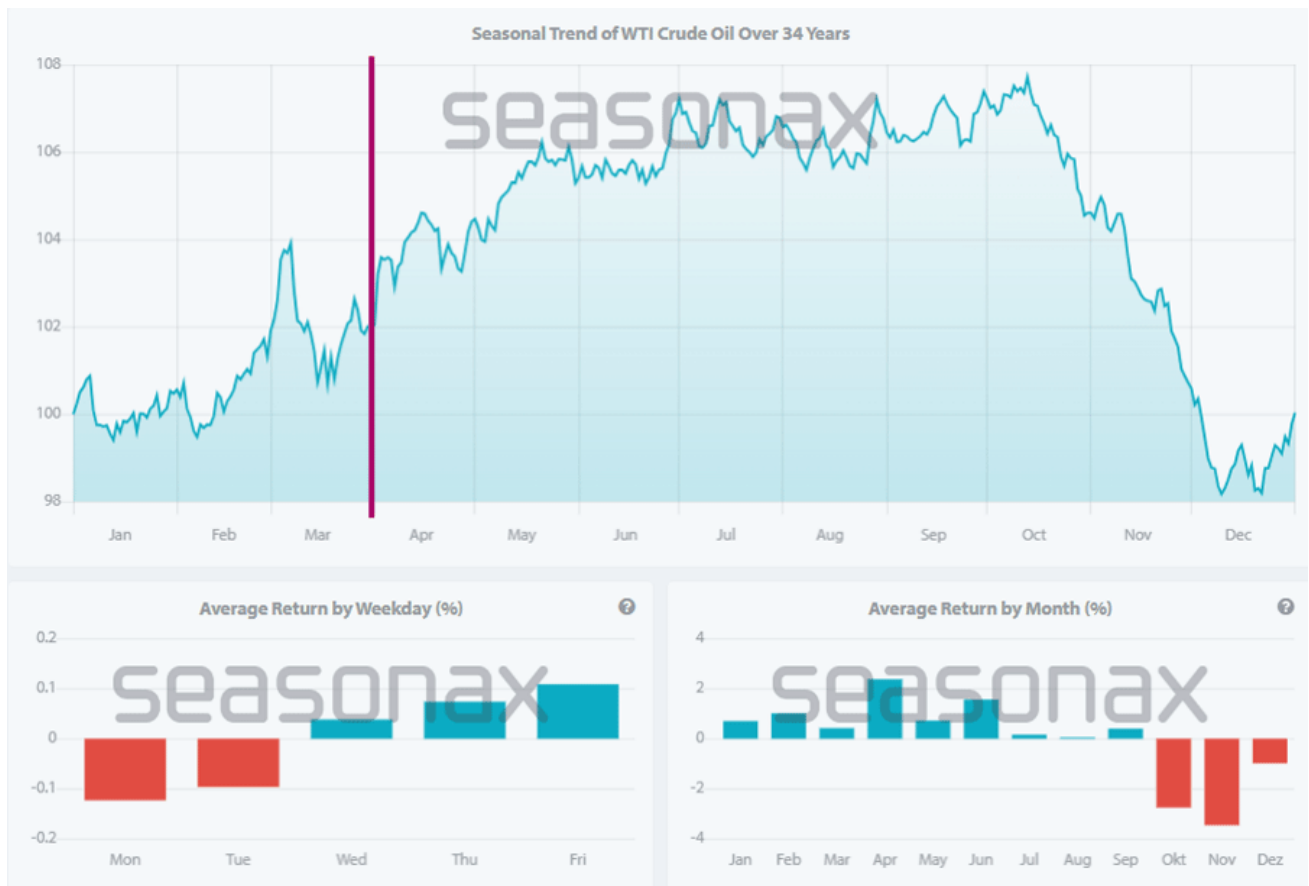 Seasonal Trend of WTI Crude Oil Over 34 Years
seasonax
108
106
104
102
100
98
Jan Feb Mar Apr May Jun Jul Aug Sep Oct Nov Dec
Average Return by Weekday (%) ?
seasonax
0.2
0.1
0
-0.1
-0.2
Mon Tue Wed Thu Fri
Average Return by Month (%) ?
seasonax
4
2
0
-2
-4
Jan Feb Mar Apr May Jun Jul Aug Sep Okt Nov Dez